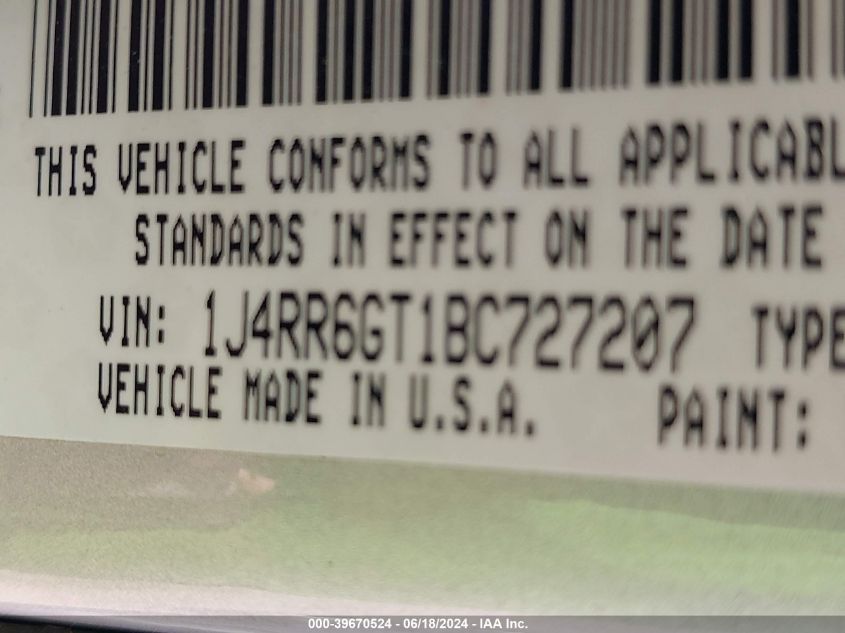 THIS VEHICLE CONFORMS TO ALL APPLICABL
STANDARDS IN EFFECT ON THE DATE
VIN: 1J4RR6GT1BC727207 TYPE
VEHICLE MADE IN U.S.A. PAINT:
000-39670524 - 06/18/2024 - IAA Inc.